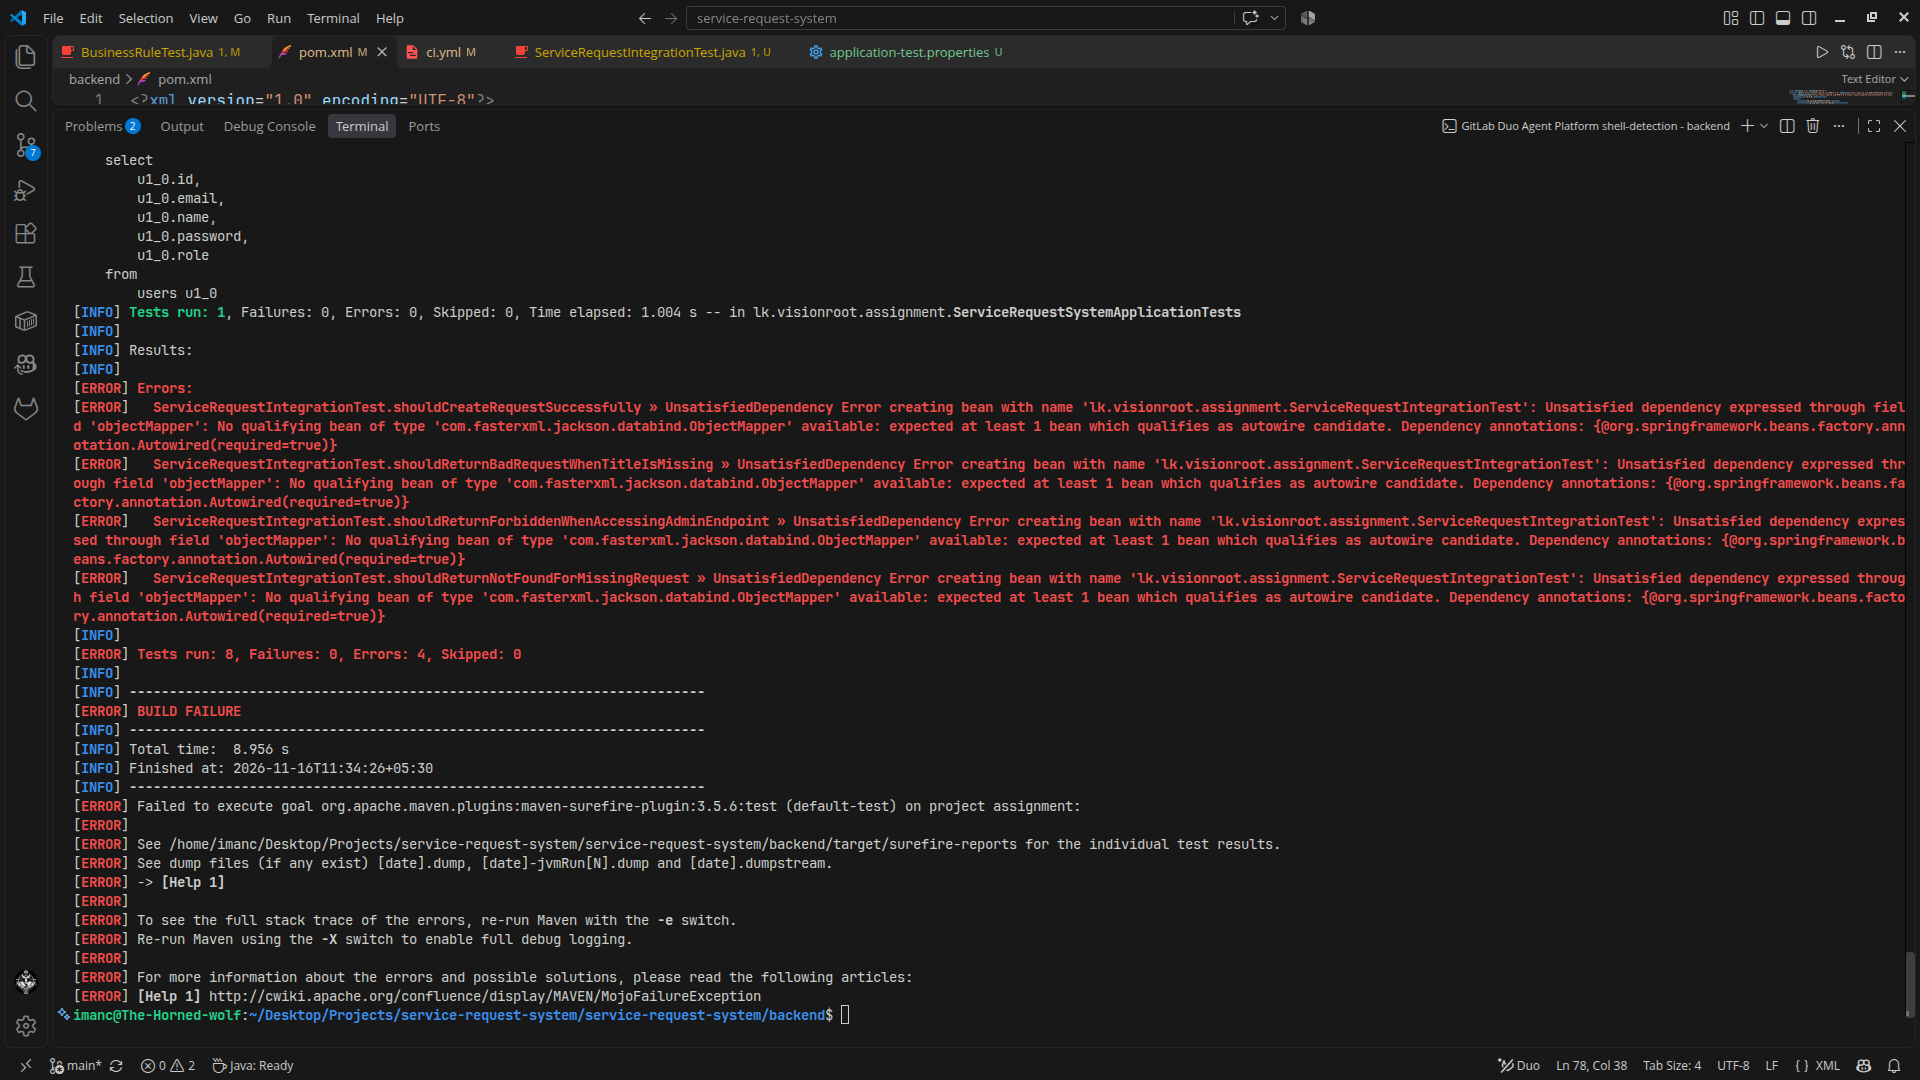 File Edit Selection View Go Run Terminal Help
service-request-system
BusinessRuleTest.java 1, M
pom.xml M
ci.yml M
ServiceRequestIntegrationTest.java 1, U
application-test.properties U
backend > pom.xml
Text Editor
1 <?xml version="1.0" encoding="UTF-8"?>
Problems 2 Output Debug Console Terminal Ports
GitLab Duo Agent Platform shell-detection - backend
select
u1_0.id,
u1_0.email,
u1_0.name,
u1_0.password,
u1_0.role
from
users u1_0
[INFO] Tests run: 1, Failures: 0, Errors: 0, Skipped: 0, Time elapsed: 1.004 s -- in lk.visionroot.assignment.ServiceRequestSystemApplicationTests
[INFO]
[INFO] Results:
[INFO]
[ERROR] Errors:
[ERROR]   ServiceRequestIntegrationTest.shouldCreateRequestSuccessfully » UnsatisfiedDependency Error creating bean with name 'lk.visionroot.assignment.ServiceRequestIntegrationTest': Unsatisfied dependency expressed through fiel
d 'objectMapper': No qualifying bean of type 'com.fasterxml.jackson.databind.ObjectMapper' available: expected at least 1 bean which qualifies as autowire candidate. Dependency annotations: {@org.springframework.beans.factory.ann
otation.Autowired(required=true)}
[ERROR]   ServiceRequestIntegrationTest.shouldReturnBadRequestWhenTitleIsMissing » UnsatisfiedDependency Error creating bean with name 'lk.visionroot.assignment.ServiceRequestIntegrationTest': Unsatisfied dependency expressed thr
ough field 'objectMapper': No qualifying bean of type 'com.fasterxml.jackson.databind.ObjectMapper' available: expected at least 1 bean which qualifies as autowire candidate. Dependency annotations: {@org.springframework.beans.fa
ctory.annotation.Autowired(required=true)}
[ERROR]   ServiceRequestIntegrationTest.shouldReturnForbiddenWhenAccessingAdminEndpoint » UnsatisfiedDependency Error creating bean with name 'lk.visionroot.assignment.ServiceRequestIntegrationTest': Unsatisfied dependency expres
sed through field 'objectMapper': No qualifying bean of type 'com.fasterxml.jackson.databind.ObjectMapper' available: expected at least 1 bean which qualifies as autowire candidate. Dependency annotations: {@org.springframework.b
eans.factory.annotation.Autowired(required=true)}
[ERROR]   ServiceRequestIntegrationTest.shouldReturnNotFoundForMissingRequest » UnsatisfiedDependency Error creating bean with name 'lk.visionroot.assignment.ServiceRequestIntegrationTest': Unsatisfied dependency expressed throug
h field 'objectMapper': No qualifying bean of type 'com.fasterxml.jackson.databind.ObjectMapper' available: expected at least 1 bean which qualifies as autowire candidate. Dependency annotations: {@org.springframework.beans.facto
ry.annotation.Autowired(required=true)}
[INFO]
[ERROR] Tests run: 8, Failures: 0, Errors: 4, Skipped: 0
[INFO]
[INFO] ------------------------------------------------------------------------
[ERROR] BUILD FAILURE
[INFO] ------------------------------------------------------------------------
[INFO] Total time:  8.956 s
[INFO] Finished at: 2026-11-16T11:34:26+05:30
[INFO] ------------------------------------------------------------------------
[ERROR] Failed to execute goal org.apache.maven.plugins:maven-surefire-plugin:3.5.6:test (default-test) on project assignment:
[ERROR]
[ERROR] See /home/imanc/Desktop/Projects/service-request-system/service-request-system/backend/target/surefire-reports for the individual test results.
[ERROR] See dump files (if any exist) [date].dump, [date]-jvmRun[N].dump and [date].dumpstream.
[ERROR] -> [Help 1]
[ERROR]
[ERROR] To see the full stack trace of the errors, re-run Maven with the -e switch.
[ERROR] Re-run Maven using the -X switch to enable full debug logging.
[ERROR]
[ERROR] For more information about the errors and possible solutions, please read the following articles:
[ERROR] [Help 1] http://cwiki.apache.org/confluence/display/MAVEN/MojoFailureException
imanc@The-Horned-wolf:~/Desktop/Projects/service-request-system/service-request-system/backend$
7
main* 0 2 Java: Ready
Duo Ln 78, Col 38 Tab Size: 4 UTF-8 LF { } XML